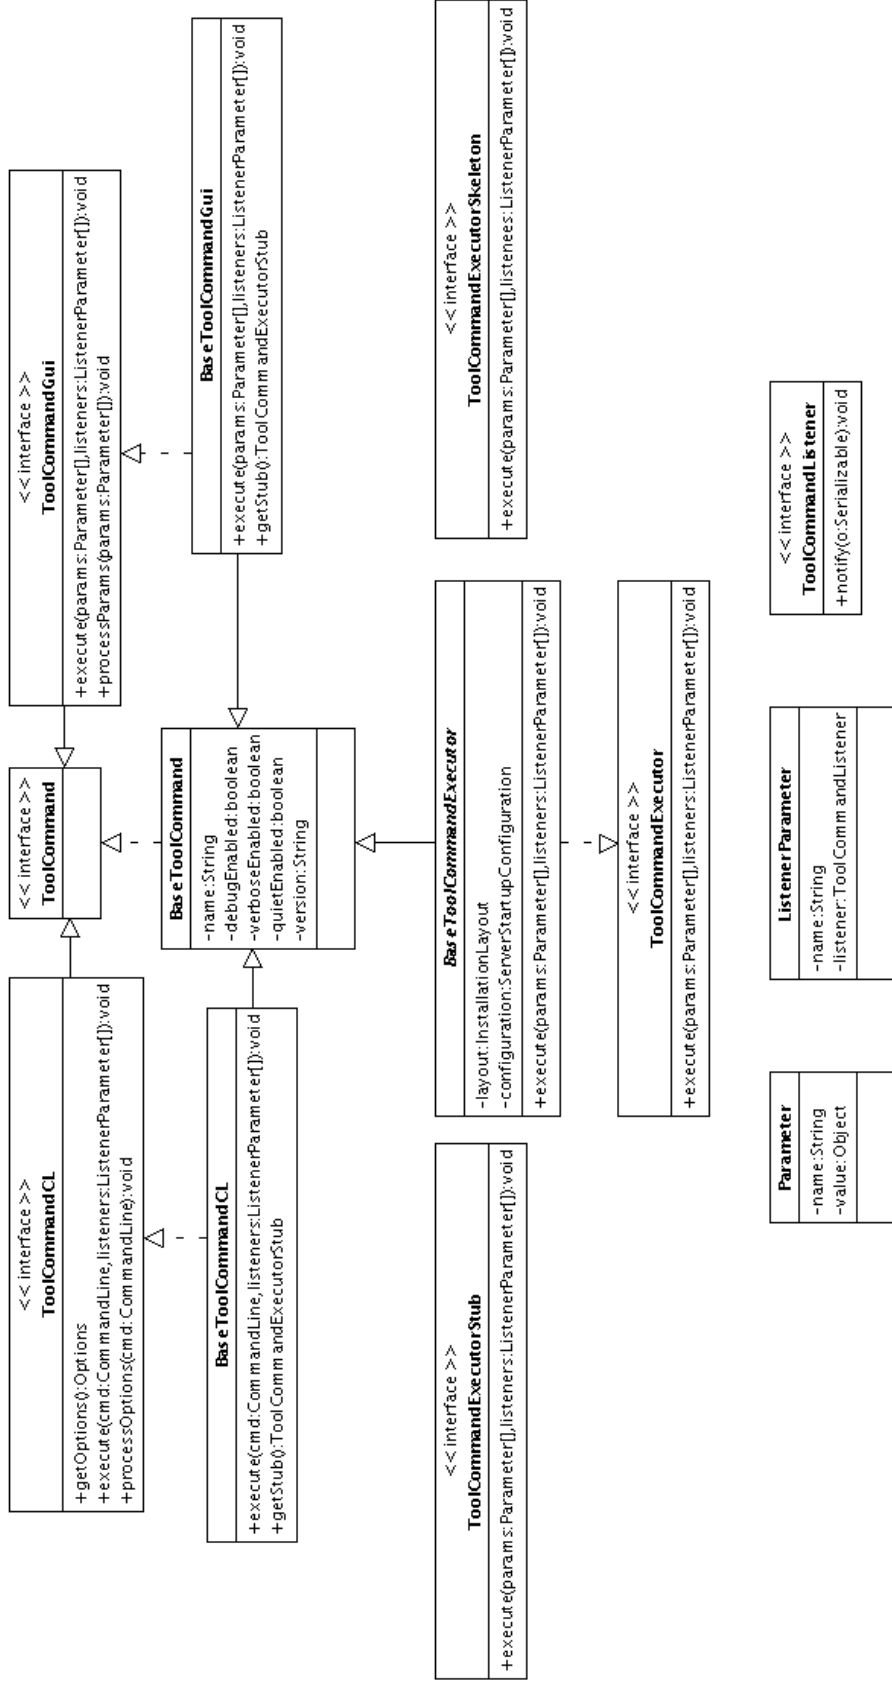 << interface >>
ToolCommandCL
+getOptions():Options
+execute(cmd:CommandLine,listeners:ListenerParameter[]):void
+processOptions(cmd:CommandLine):void
<< interface >>
ToolCommand
<< interface >>
ToolCommandGui
+execute(params:Parameter[],listeners:ListenerParameter[]):void
+processParams(params:Parameter[]):void
BaseToolCommandCL
+execute(cmd:CommandLine,listeners:ListenerParameter[]):void
+getStub():ToolCommandExecutorStub
BaseToolCommand
-name:String
-debugEnabled:boolean
-verboseEnabled:boolean
-quietEnabled:boolean
-version:String
BaseToolCommandGui
+execute(params:Parameter[],listeners:ListenerParameter[]):void
+getStub():ToolCommandExecutorStub
<< interface >>
ToolCommandExecutorStub
+execute(params:Parameter[],listeners:ListenerParameter[]):void
BaseToolCommandExecutor
-layout:InstallationLayout
-configuration:ServerStartupConfiguration
+execute(params:Parameter[],listeners:ListenerParameter[]):void
<< interface >>
ToolCommandExecutorSkeleton
+execute(params:Parameter[],listenees:ListenerParameter[]):void
<< interface >>
ToolCommandExecutor
+execute(params:Parameter[],listeners:ListenerParameter[]):void
Parameter
-name:String
-value:Object
ListenerParameter
-name:String
-listener:ToolCommandListener
<< interface >>
ToolCommandListener
+notify(o:Serializable):void